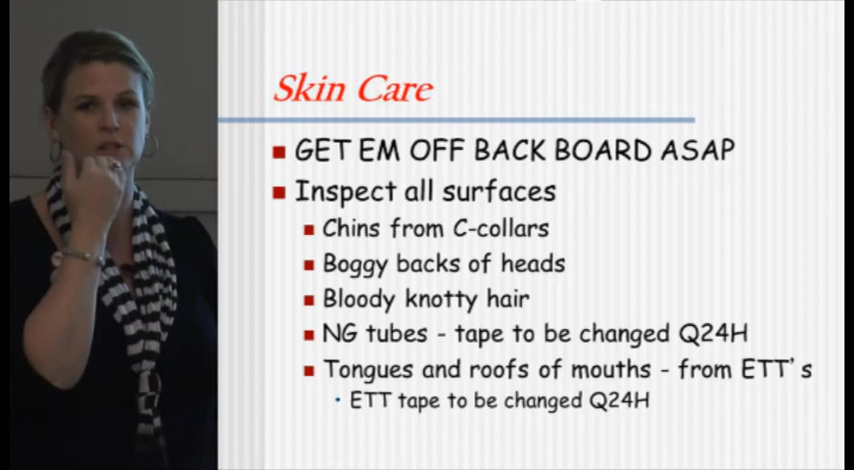 Skin Care
GET EM OFF BACK BOARD ASAP
Inspect all surfaces
Chins from C-collars
Boggy backs of heads
Bloody knotty hair
NG tubes - tape to be changed Q24H
Tongues and roofs of mouths - from ETT's
ETT tape to be changed Q24H